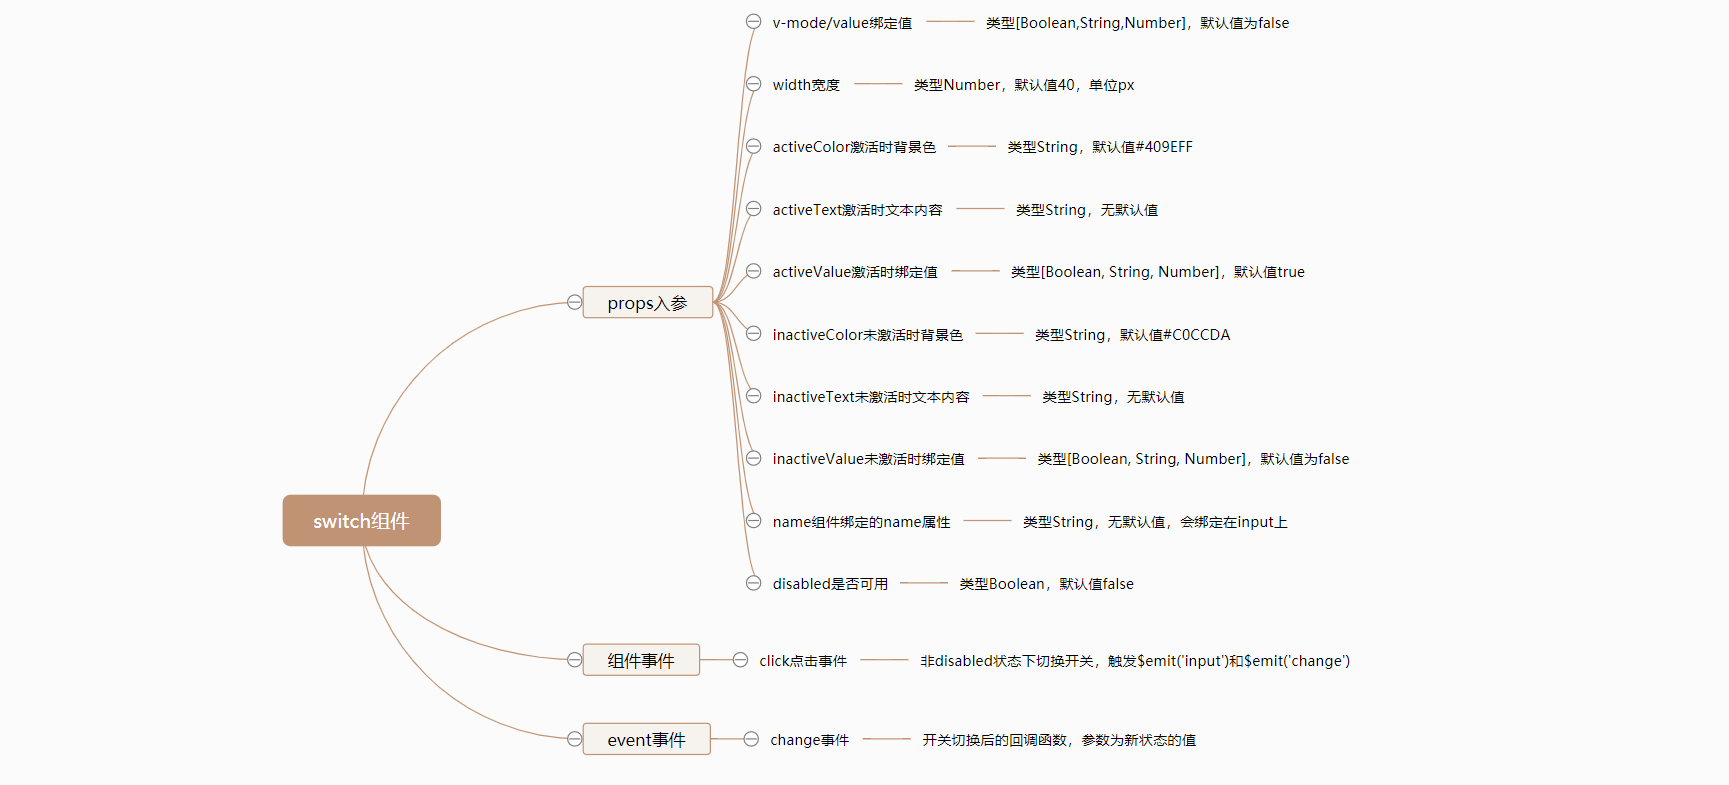 v-mode/value绑定值 类型[Boolean,String,Number]，默认值为false
width宽度 类型Number，默认值40，单位px
activeColor激活时背景色 类型String，默认值#409EFF
activeText激活时文本内容 类型String，无默认值
activeValue激活时绑定值 类型[Boolean, String, Number]，默认值true
props入参
inactiveColor未激活时背景色 类型String，默认值#C0CCDA
inactiveText未激活时文本内容 类型String，无默认值
inactiveValue未激活时绑定值 类型[Boolean, String, Number]，默认值为false
switch组件
name组件绑定的name属性 类型String，无默认值，会绑定在input上
disabled是否可用 类型Boolean，默认值false
组件事件 click点击事件 非disabled状态下切换开关，触发$emit('input')和$emit('change')
event事件 change事件 开关切换后的回调函数，参数为新状态的值